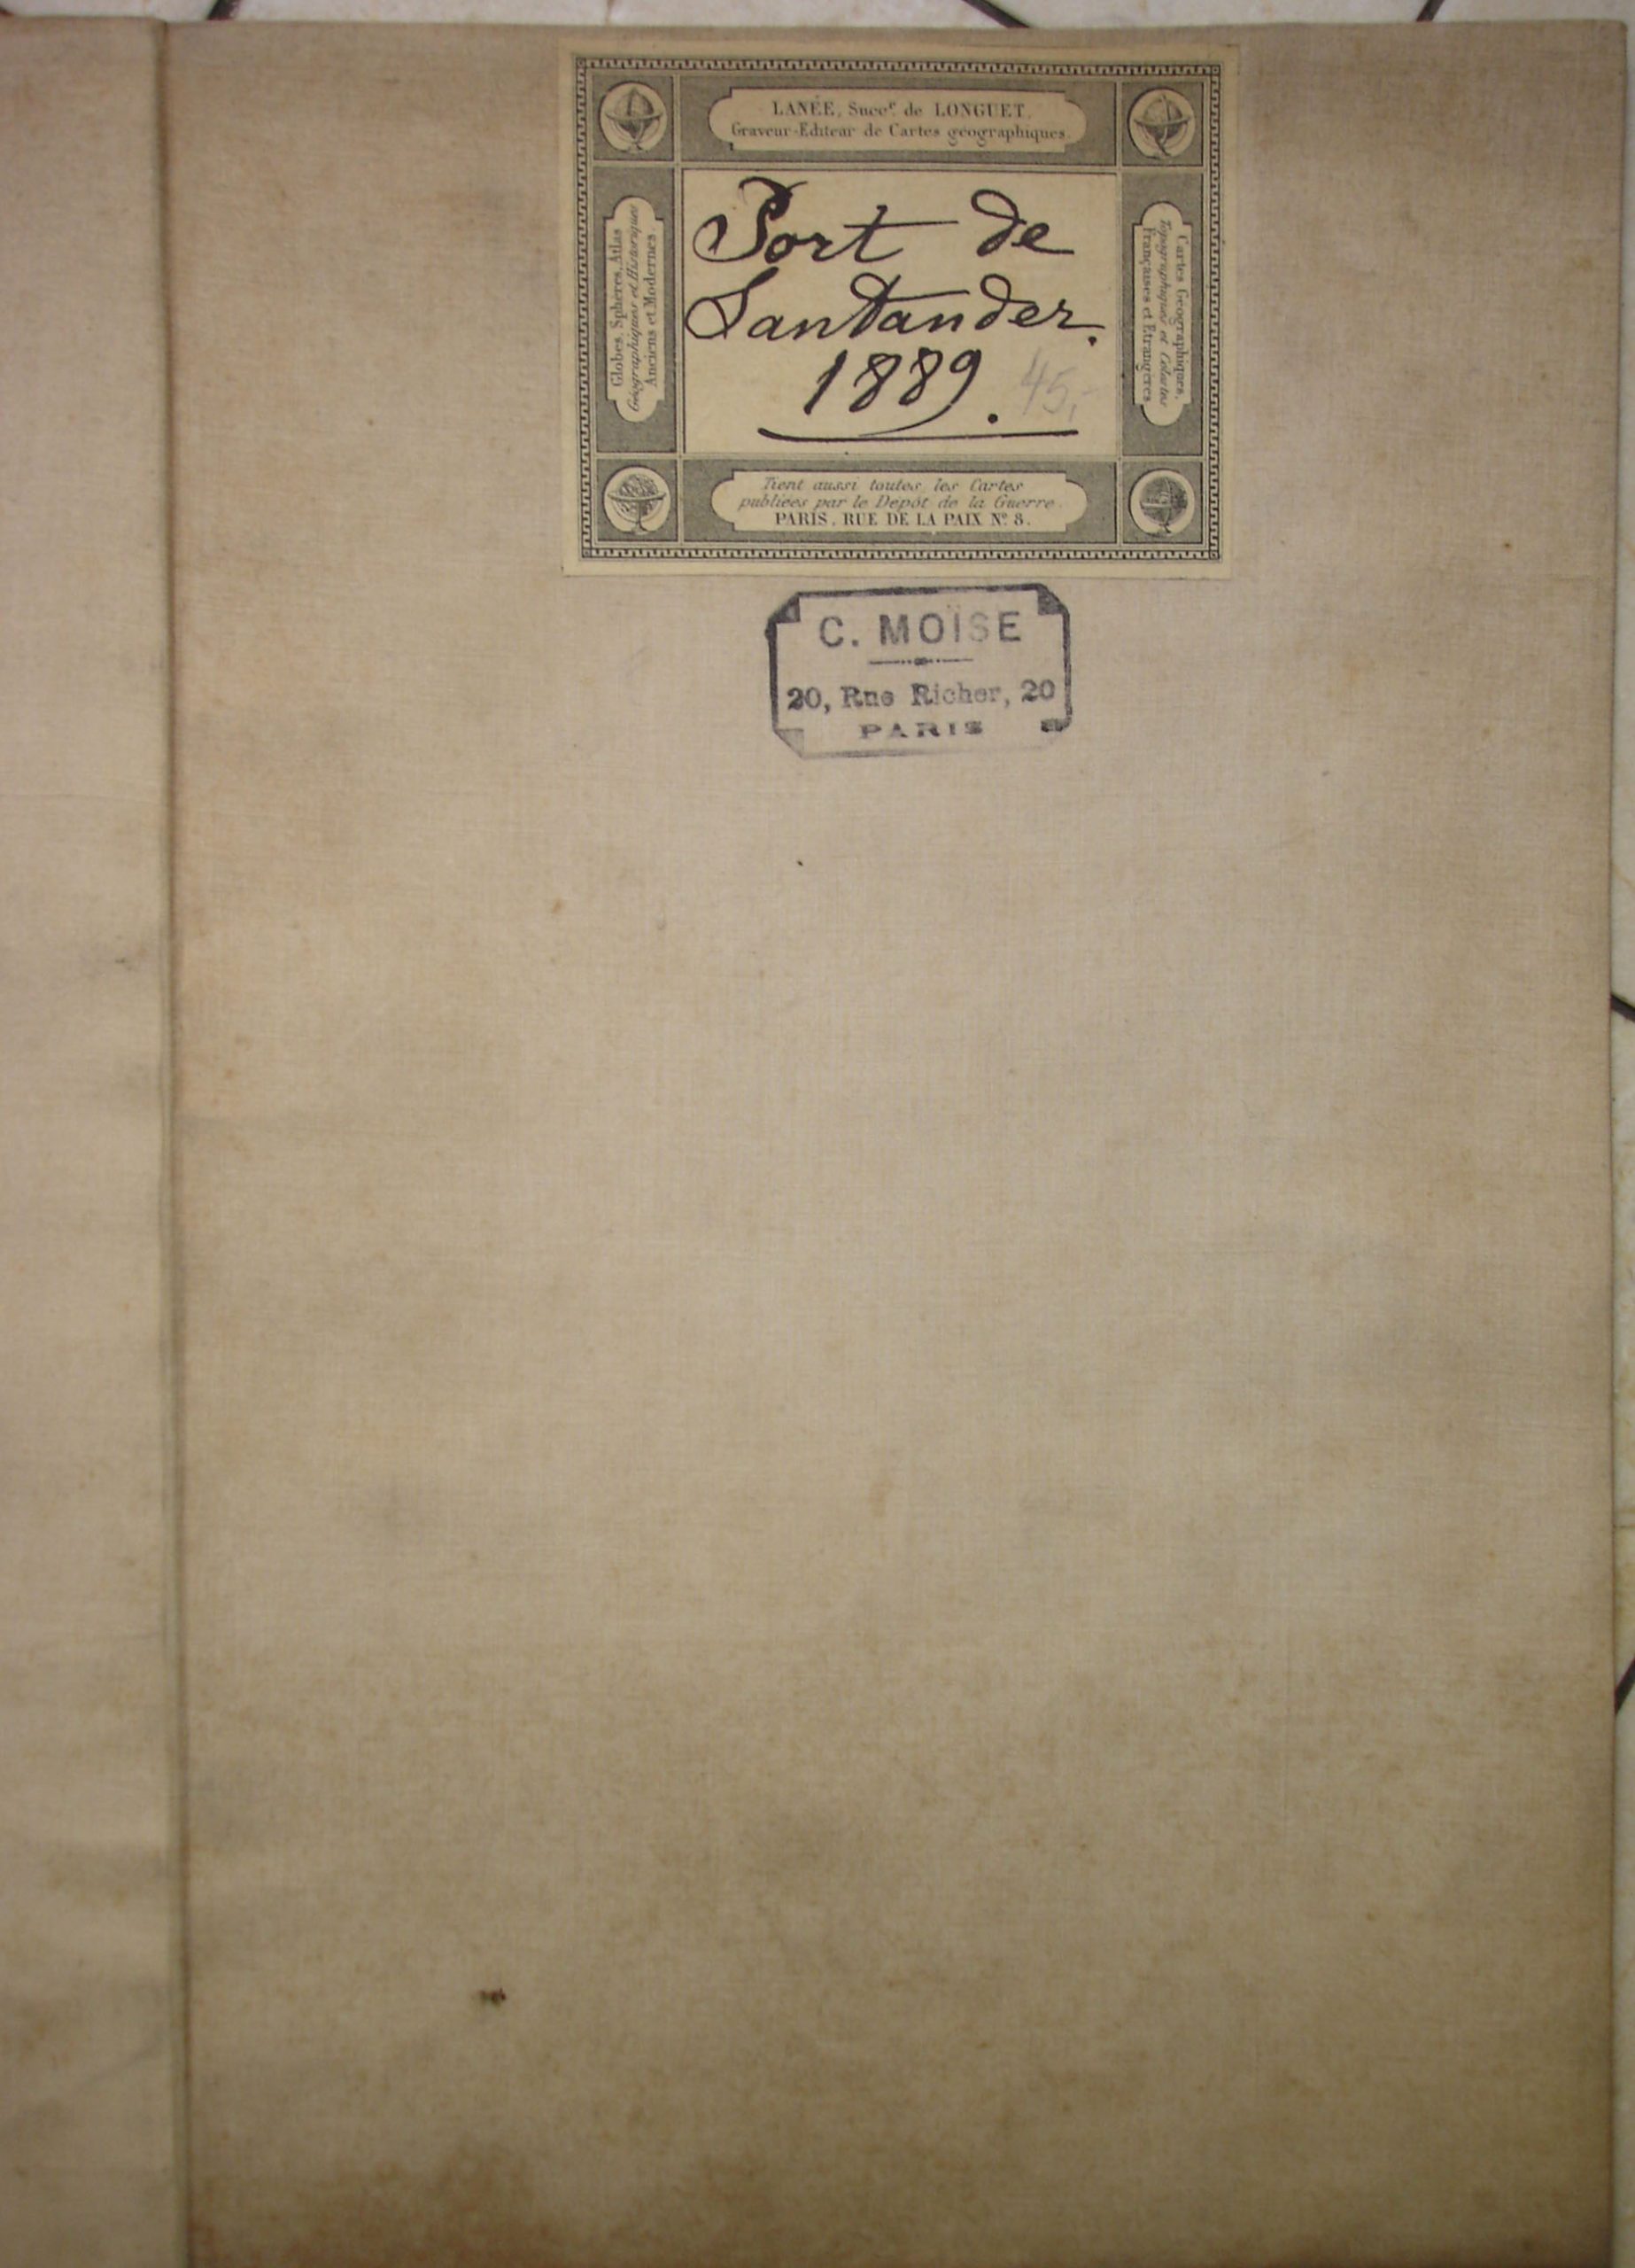 LANÉE, Succr. de LONGUET.
Graveur-Editeur de Cartes géographiques.
Globes, Sphères, Atlas
Géographiques et Historiques
Anciens et Modernes.
Port de
Santander.
1889.
45,-
Cartes Géographiques,
Topographiques et Célestes
Françaises et Etrangères
Tient aussi toutes les Cartes
publiées par le Dépôt de la Guerre.
PARIS, RUE DE LA PAIX No. 8.
C. MOÏSE
20, Rue Richer, 20
PARIS